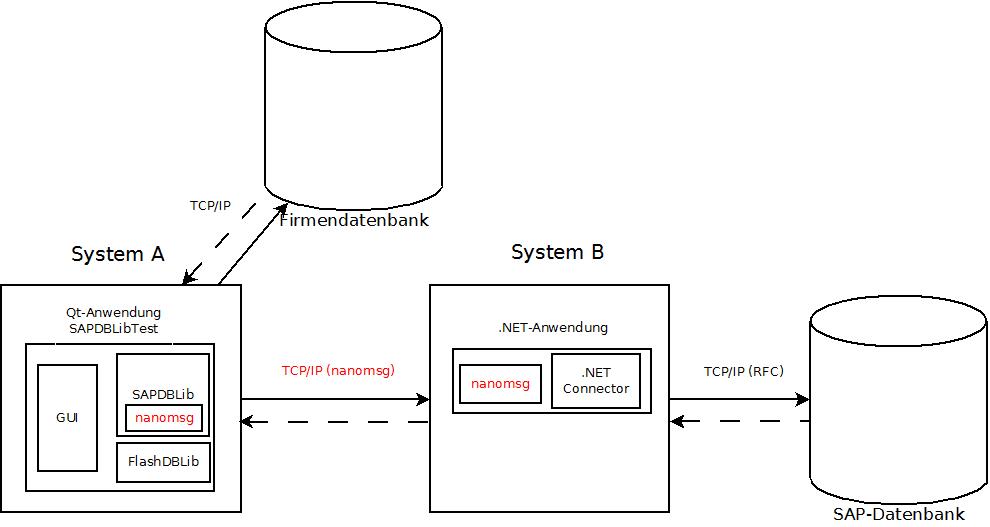 TCP/IP
Firmendatenbank
System A
System B
Qt-Anwendung
SAPDBLibTest
.NET-Anwendung
TCP/IP (nanomsg)
TCP/IP (RFC)
GUI
SAPDBLib
nanomsg
FlashDBLib
nanomsg
.NET
Connector
SAP-Datenbank